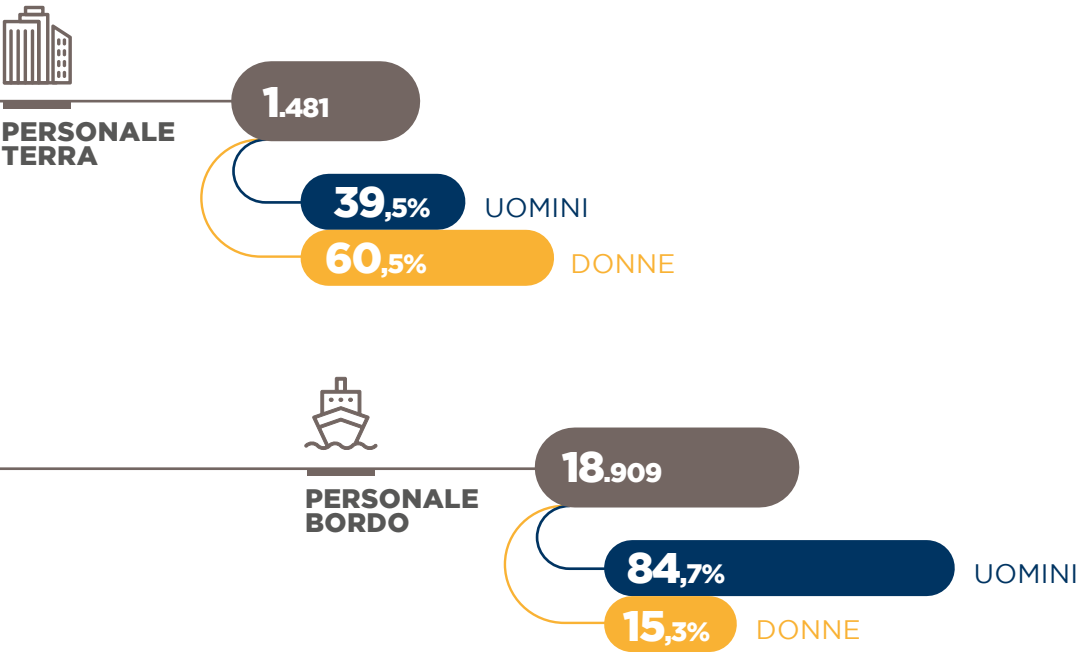 1.481
PERSONALE
TERRA
39,5% UOMINI
60,5% DONNE
18.909
PERSONALE
BORDO
84,7% UOMINI
15,3% DONNE